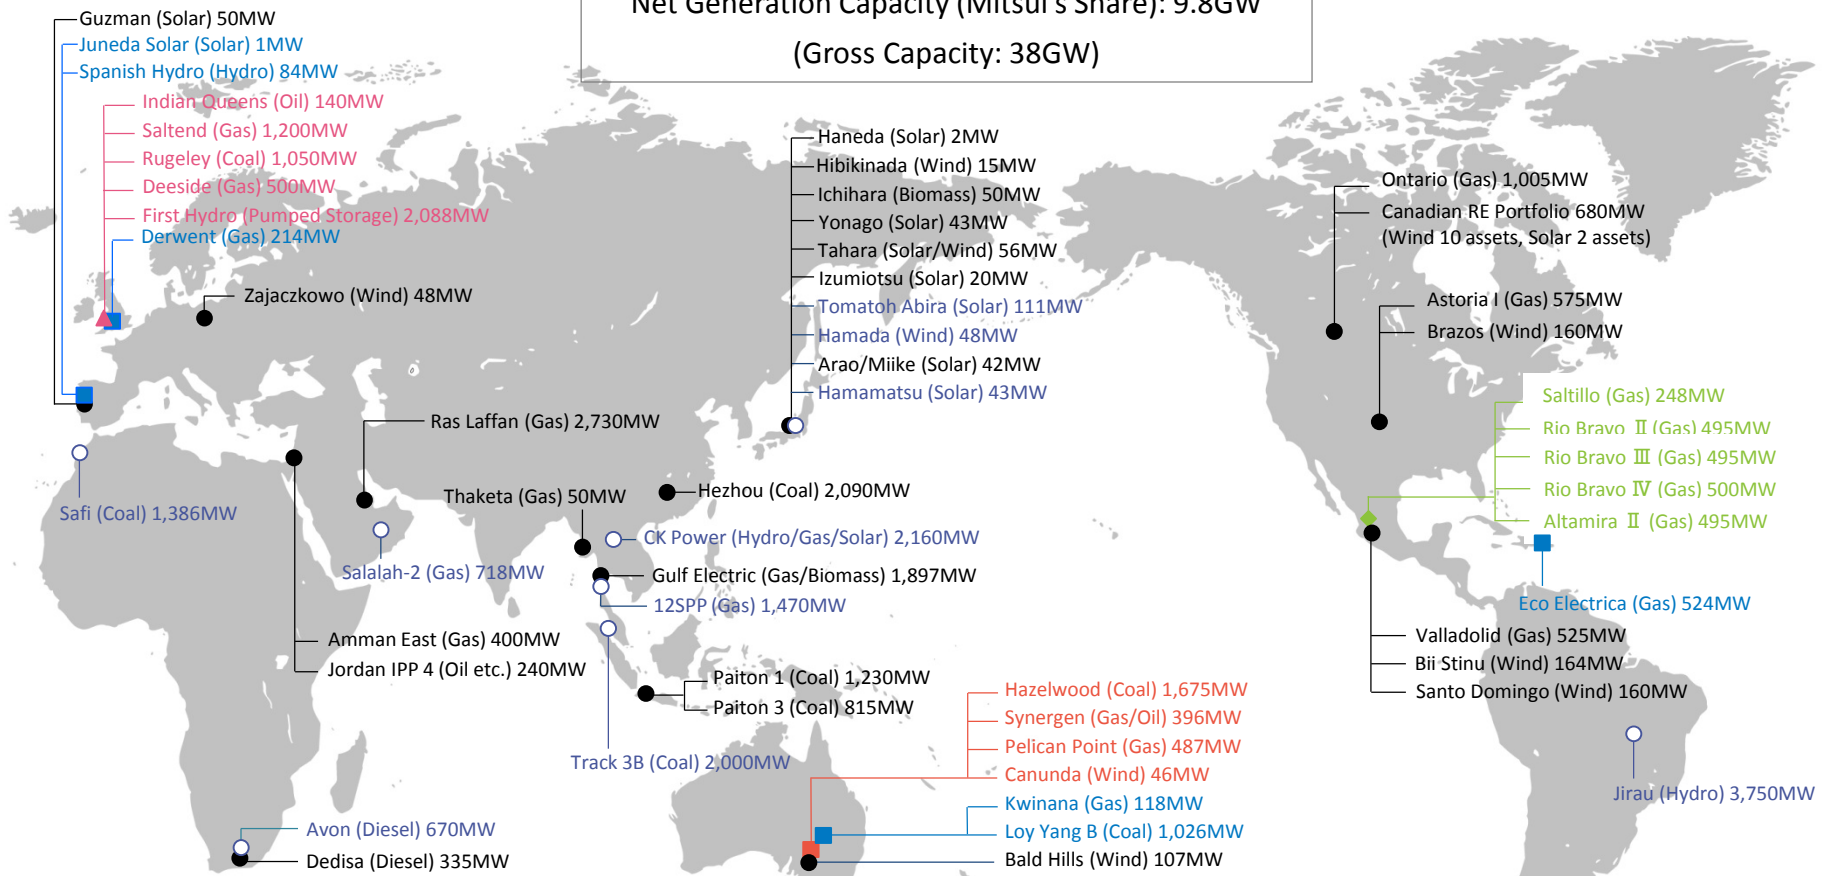 Net Generation Capacity (Mitsui's Share): 9.8GW
(Gross Capacity: 38GW)
Guzman (Solar) 50MW
Juneda Solar (Solar) 1MW
Spanish Hydro (Hydro) 84MW
Indian Queens (Oil) 140MW
Saltend (Gas) 1,200MW
Rugeley (Coal) 1,050MW
Deeside (Gas) 500MW
First Hydro (Pumped Storage) 2,088MW
Derwent (Gas) 214MW
Zajaczkowo (Wind) 48MW
Haneda (Solar) 2MW
Hibikinada (Wind) 15MW
Ichihara (Biomass) 50MW
Yonago (Solar) 43MW
Tahara (Solar/Wind) 56MW
Izumiotsu (Solar) 20MW
Tomatoh Abira (Solar) 111MW
Hamada (Wind) 48MW
Arao/Miike (Solar) 42MW
Hamamatsu (Solar) 43MW
Ontario (Gas) 1,005MW
Canadian RE Portfolio 680MW
(Wind 10 assets, Solar 2 assets)
Astoria I (Gas) 575MW
Brazos (Wind) 160MW
Saltillo (Gas) 248MW
Rio Bravo Ⅱ (Gas) 495MW
Rio Bravo Ⅲ (Gas) 495MW
Rio Bravo Ⅳ (Gas) 500MW
Altamira Ⅱ (Gas) 495MW
Ras Laffan (Gas) 2,730MW
Safi (Coal) 1,386MW
Thaketa (Gas) 50MW
Hezhou (Coal) 2,090MW
CK Power (Hydro/Gas/Solar) 2,160MW
Salalah-2 (Gas) 718MW
Gulf Electric (Gas/Biomass) 1,897MW
12SPP (Gas) 1,470MW
Eco Electrica (Gas) 524MW
Amman East (Gas) 400MW
Jordan IPP 4 (Oil etc.) 240MW
Valladolid (Gas) 525MW
Bii Stinu (Wind) 164MW
Santo Domingo (Wind) 160MW
Paiton 1 (Coal) 1,230MW
Paiton 3 (Coal) 815MW
Track 3B (Coal) 2,000MW
Hazelwood (Coal) 1,675MW
Synergen (Gas/Oil) 396MW
Pelican Point (Gas) 487MW
Canunda (Wind) 46MW
Kwinana (Gas) 118MW
Loy Yang B (Coal) 1,026MW
Bald Hills (Wind) 107MW
Jirau (Hydro) 3,750MW
Avon (Diesel) 670MW
Dedisa (Diesel) 335MW